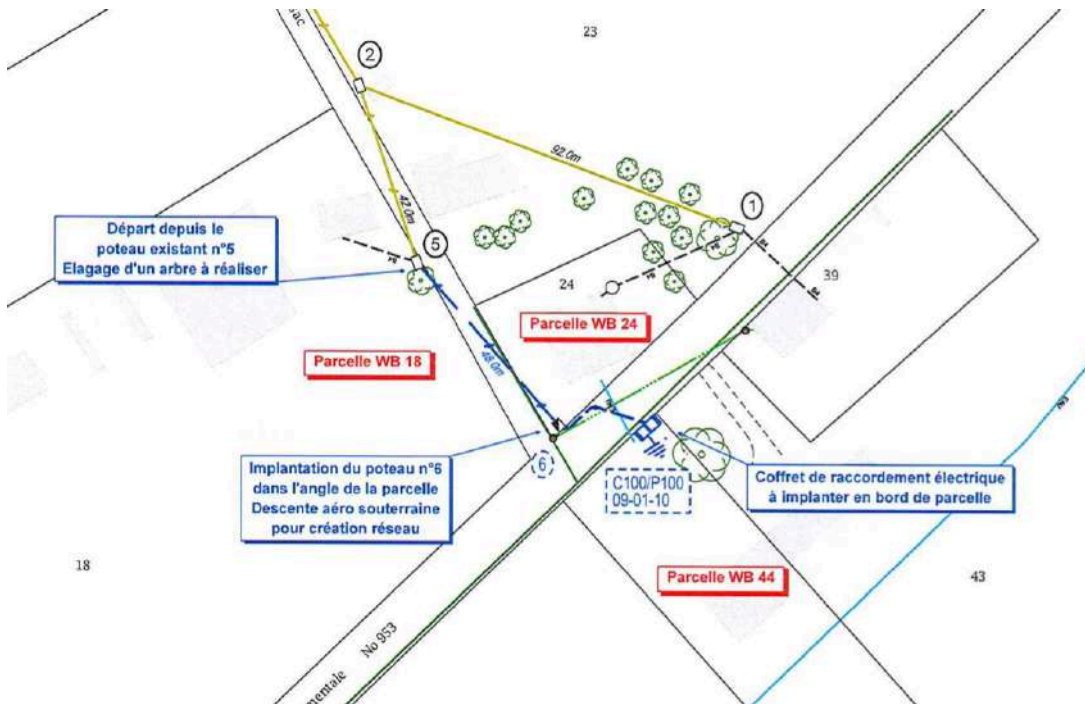 sac
23
2
92.0m
1
42.0m
Départ depuis le
poteau existant n°5
Elagage d'un arbre à réaliser
5
39
24
Parcelle WB 24
Parcelle WB 18
48.0m
Implantation du poteau n°6
dans l'angle de la parcelle
Descente aéro souterraine
pour création réseau
6
C100/P100
09-01-10
Coffret de raccordement électrique
à implanter en bord de parcelle
18
Parcelle WB 44
43
mentale No 953